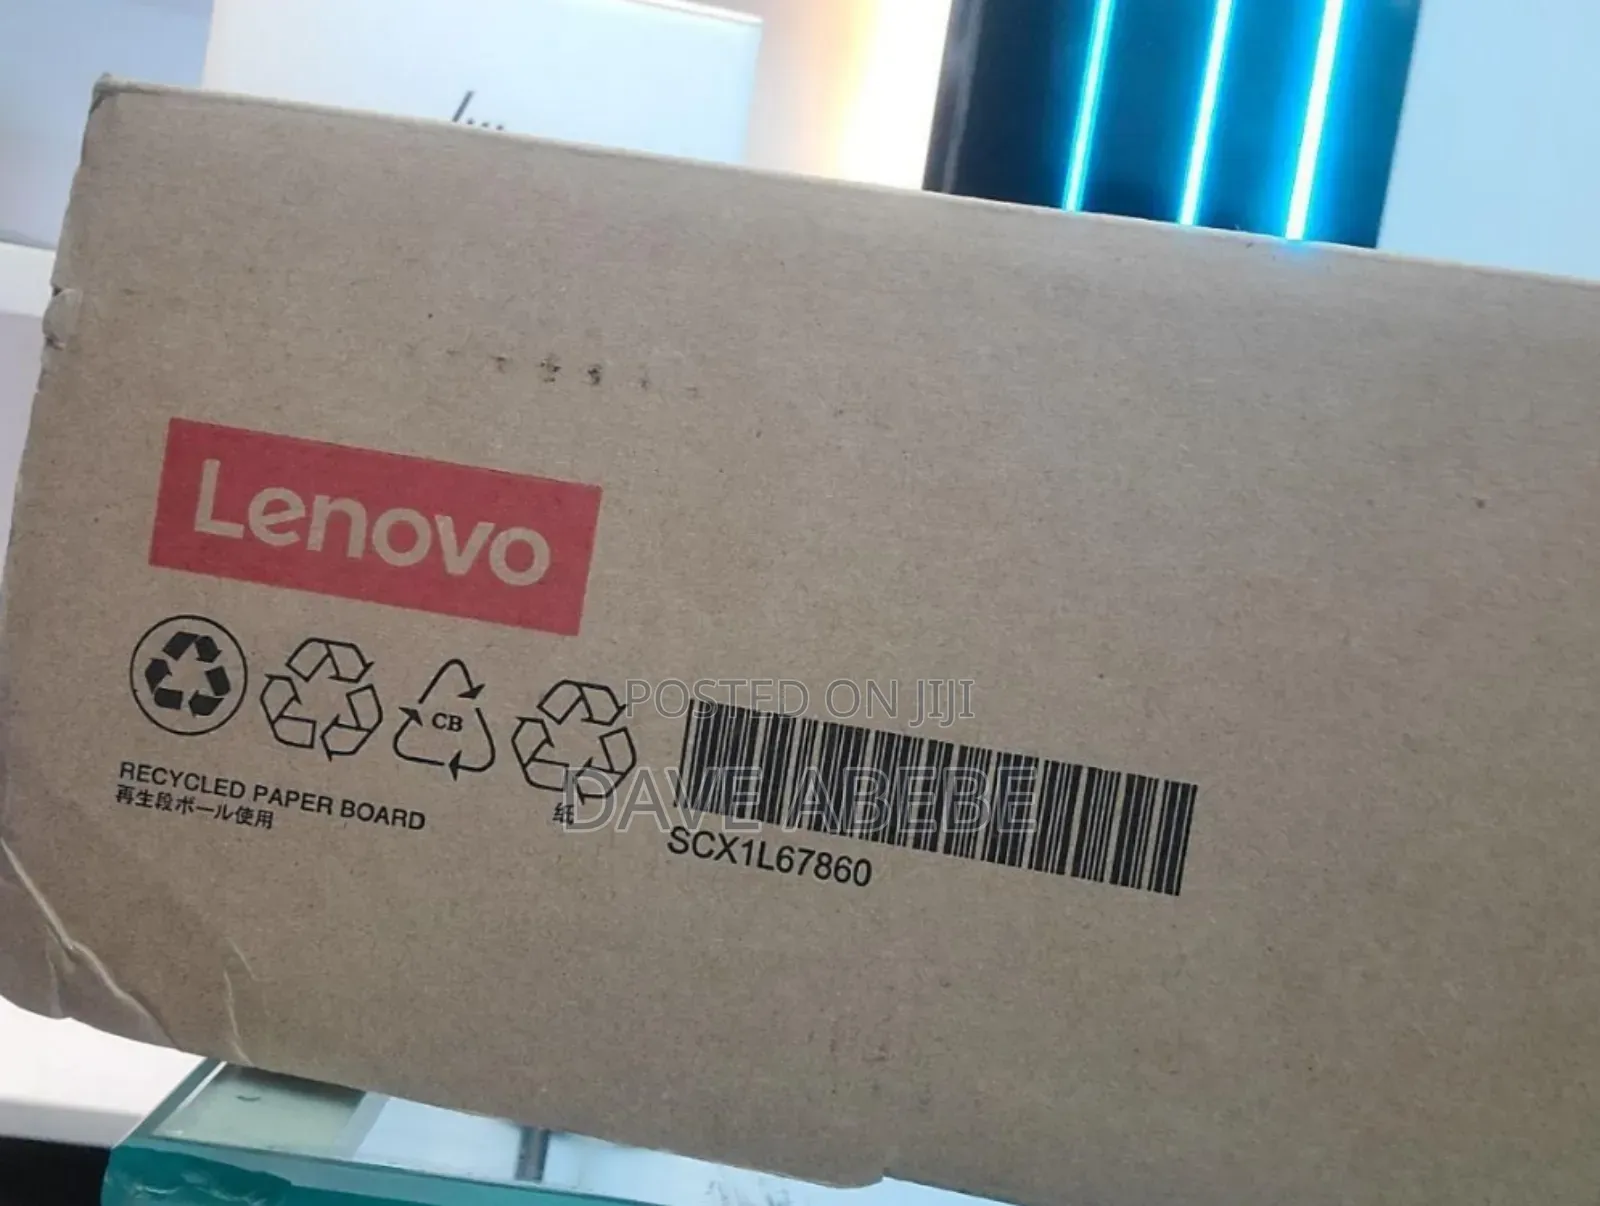 Lenovo
CB
RECYCLED PAPER BOARD
再生段ボール使用
紙
SCX1L67860
POSTED ON JIJI
DAVE ABEBE